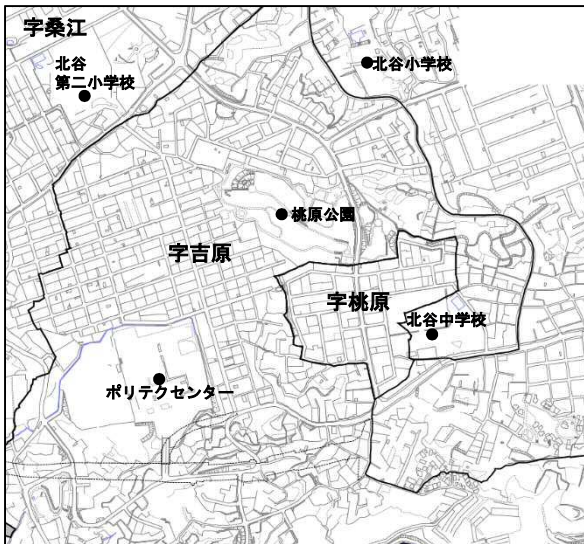 字桑江
北谷
第二小学校
北谷小学校
桃原公園
字吉原
字桃原
北谷中学校
ポリテクセンター